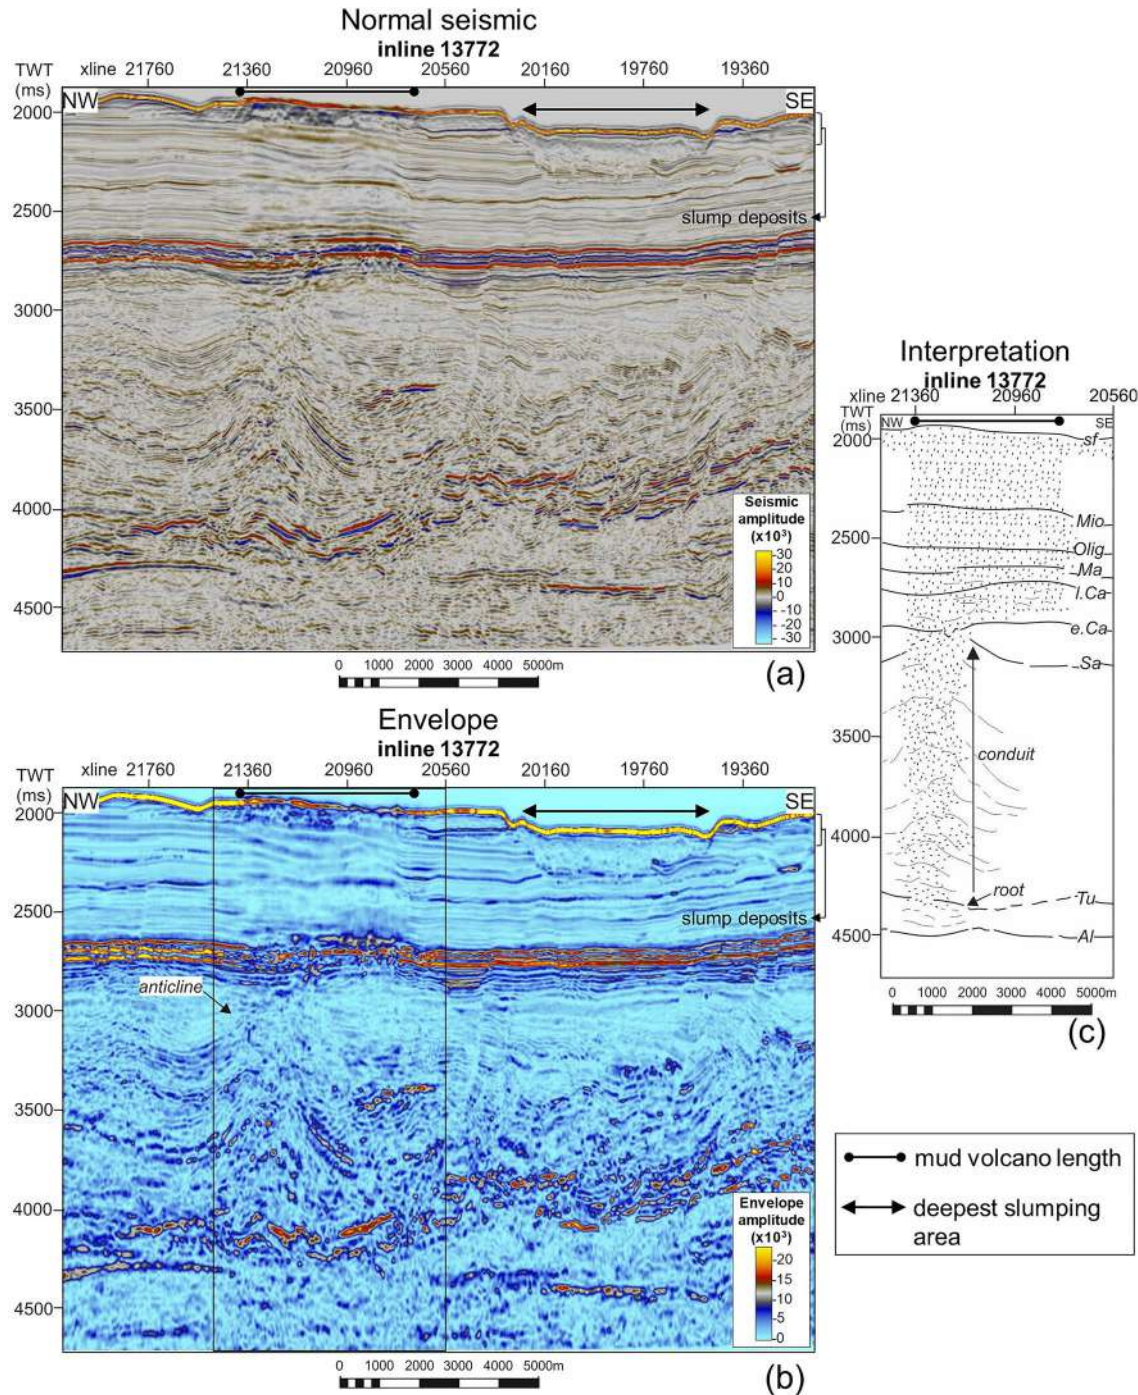 Normal seismic
inline 13772
TWT
(ms)
xline 21760 21360 20960 20560 20160 19760 19360
NW
SE
2000
2500
slump deposits
3000
3500
4000
4500
Seismic
amplitude
(x10³)
30
20
10
0
-10
-20
-30
0 1000 2000 3000 4000 5000m
(a)
Envelope
inline 13772
TWT
(ms)
xline 21760 21360 20960 20560 20160 19760 19360
NW
SE
2000
2500
slump deposits
anticline
3000
3500
4000
4500
Envelope
amplitude
(x10³)
20
15
10
5
0
0 1000 2000 3000 4000 5000m
(b)
Interpretation
inline 13772
xline 21360 20960 20560
TWT
(ms)
NW
SE
2000
sf
Mio
2500
Olig
Ma
l.Ca
e.Ca
3000
Sa
3500
conduit
4000
root
Tu
4500
Al
0 1000 2000 3000 4000 5000m
(c)
mud volcano length
deepest slumping
area